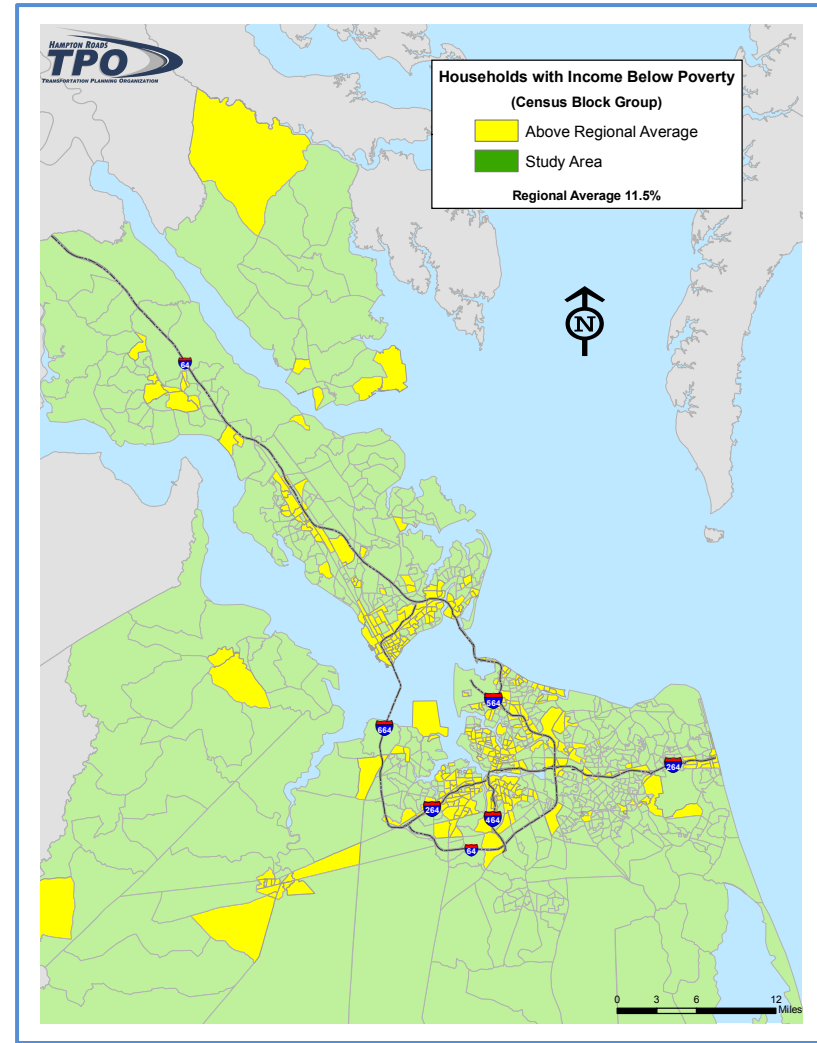 HAMPTON ROADS
TPO
TRANSPORTATION PLANNING ORGANIZATION
Households with Income Below Poverty
(Census Block Group)
Above Regional Average
Study Area
Regional Average 11.5%
N
64
564
664
264
264
464
64
0 3 6 12
Miles